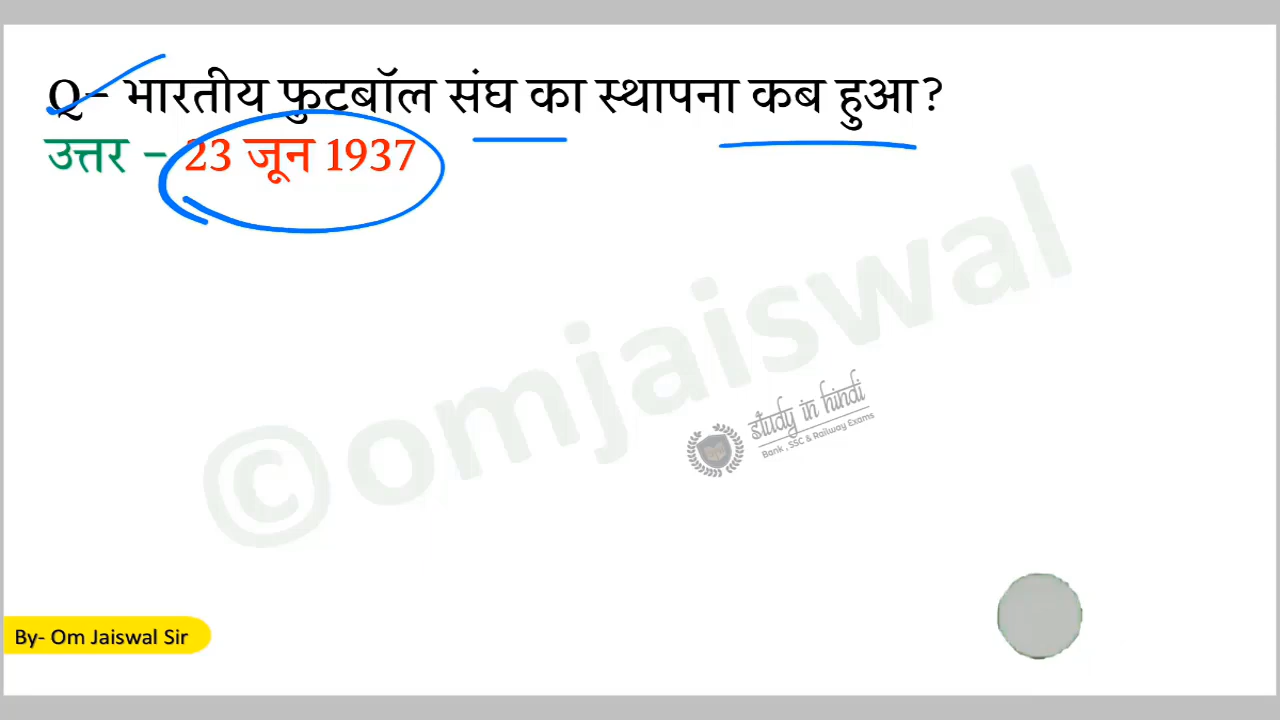 Q- भारतीय फुटबॉल संघ का स्थापना कब हुआ?
उत्तर – 23 जून 1937
©omjaiswal
study in hindi
Bank, SSC & Railway Exams
By- Om Jaiswal Sir